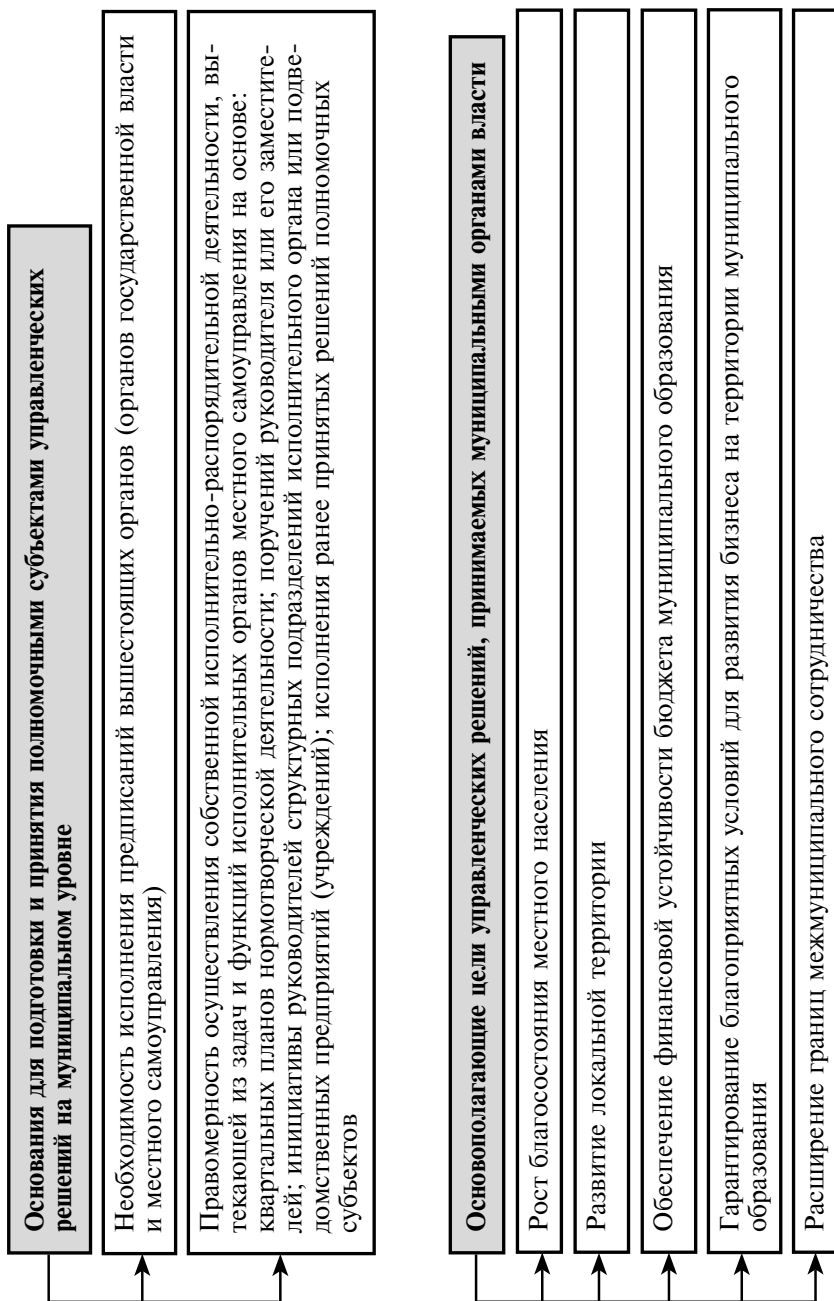 Основания для подготовки и принятия полномочными субъектами управленческих
решений на муниципальном уровне
Необходимость исполнения предписаний вышестоящих органов (органов государственной власти
и местного самоуправления)
Правомерность осуществления собственной исполнительно-распорядительной деятельности, вы-
текающей из задач и функций исполнительных органов местного самоуправления на основе:
квартальных планов нормотворческой деятельности; поручений руководителя или его заместите-
лей; инициативы руководителей структурных подразделений исполнительного органа или подве-
домственных предприятий (учреждений); исполнения ранее принятых решений полномочных
субъектов
Основополагающие цели управленческих решений, принимаемых муниципальными органами власти
Рост благосостояния местного населения
Развитие локальной территории
Обеспечение финансовой устойчивости бюджета муниципального образования
Гарантирование благоприятных условий для развития бизнеса на территории муниципального
образования
Расширение границ межмуниципального сотрудничества